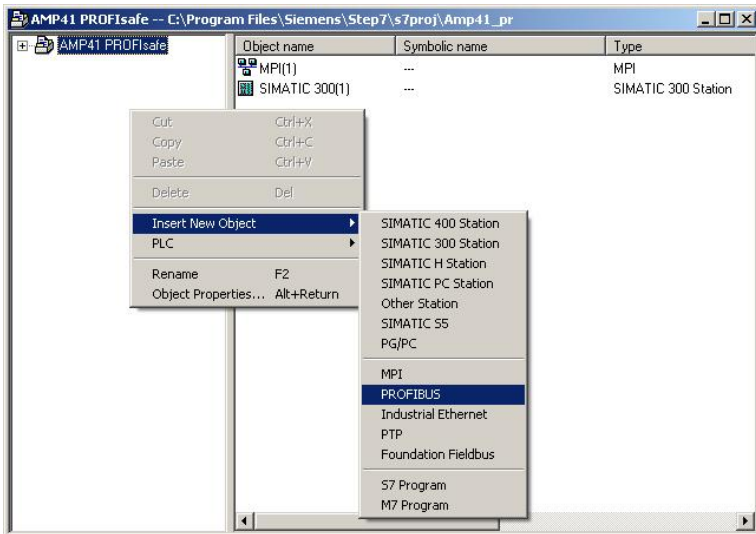 AMP41 PROFIsafe -- C:\Program Files\Siemens\Step7\s7proj\Amp41_pr
AMP41 PROFIsafe
Object name Symbolic name Type
MPI(1) --- MPI
SIMATIC 300(1) --- SIMATIC 300 Station
Cut Ctrl+X
Copy Ctrl+C
Paste Ctrl+V
Delete Del
Insert New Object
PLC
Rename F2
Object Properties... Alt+Return
SIMATIC 400 Station
SIMATIC 300 Station
SIMATIC H Station
SIMATIC PC Station
Other Station
SIMATIC S5
PG/PC
MPI
PROFIBUS
Industrial Ethernet
PTP
Foundation Fieldbus
S7 Program
M7 Program